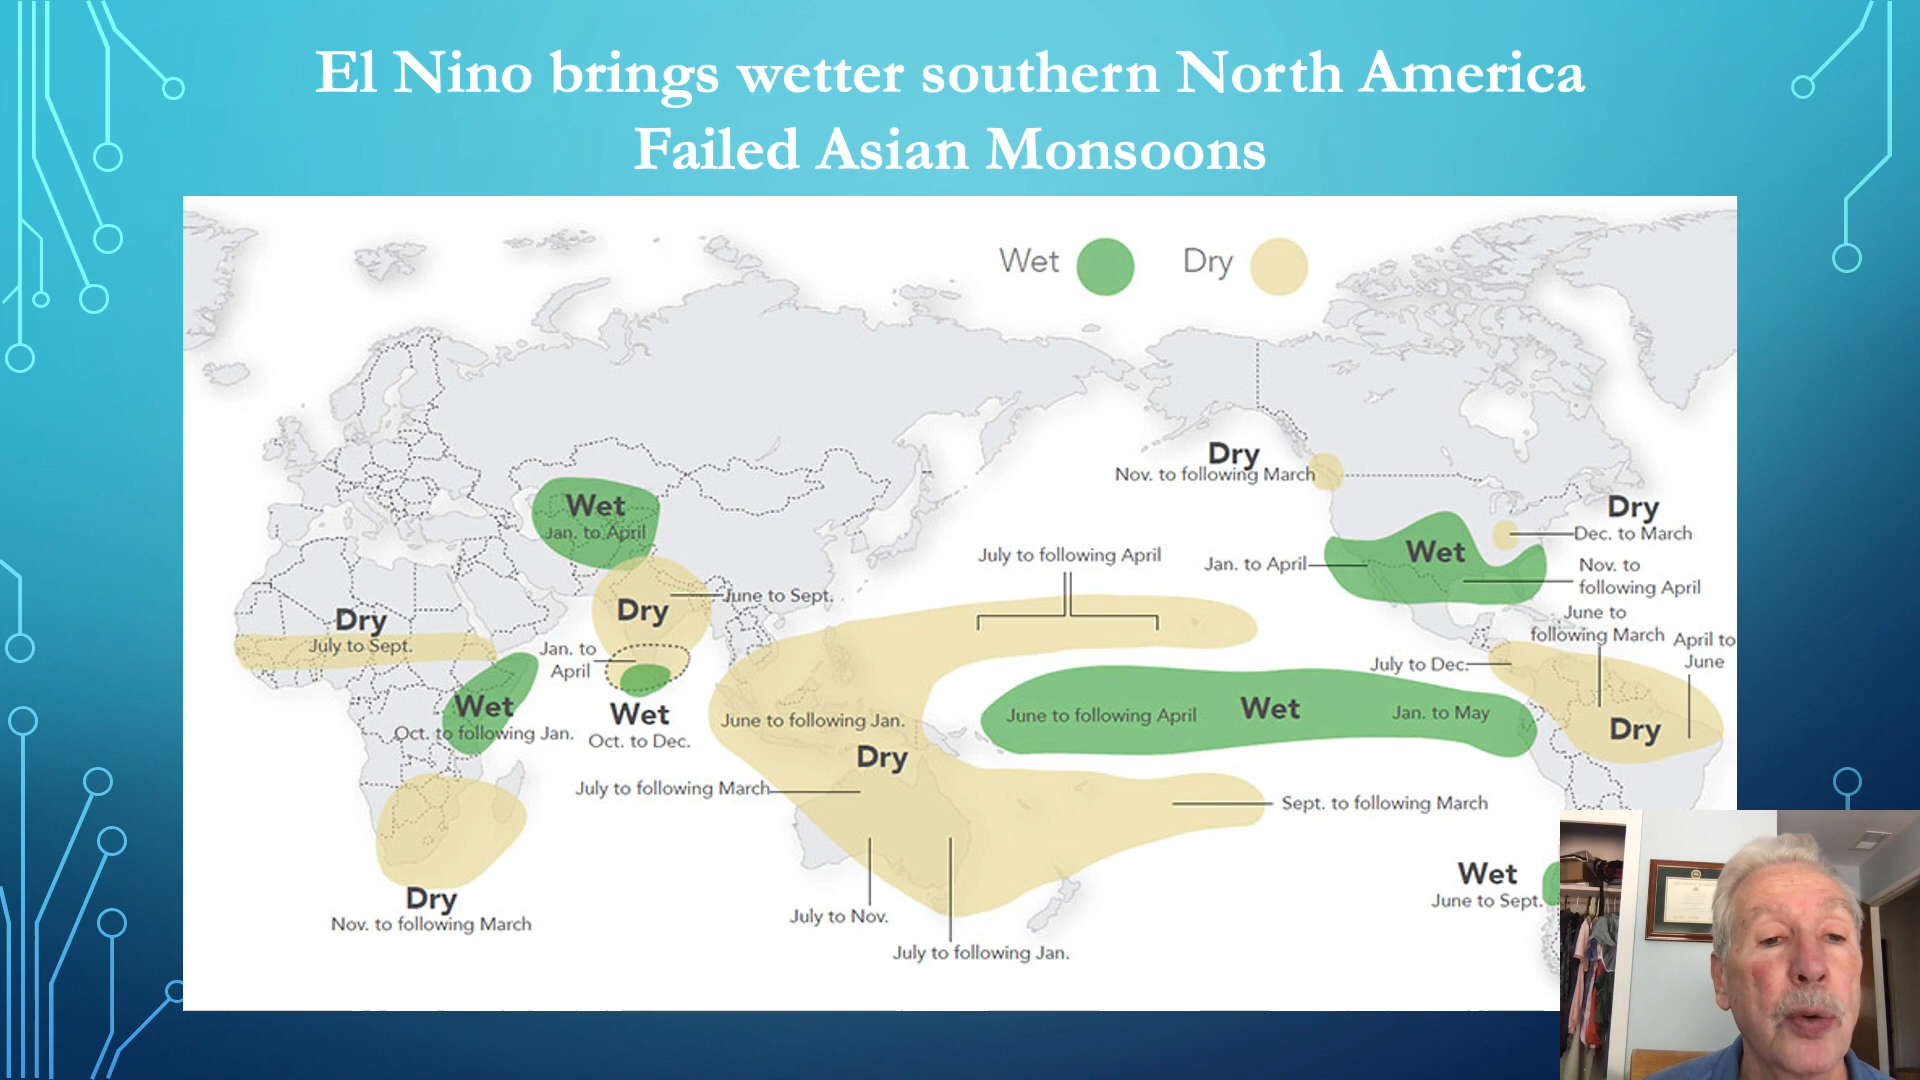 El Nino brings wetter southern North America
Failed Asian Monsoons
Wet
Dry
Dry
Nov. to following March
Wet
Jan. to April
Dry
Dec. to March
July to following April
Jan. to April
Wet
Nov. to
following April
Dry
June to Sept.
Dry
July to Sept.
Jan. to
April
June to
following March
April to
June
July to Dec.
Wet
Oct. to following Jan.
Wet
Oct. to Dec.
June to following Jan.
Dry
June to following April
Wet
Jan. to May
Dry
July to following March
Sept. to following March
Dry
Nov. to following March
July to Nov.
July to following Jan.
Wet
June to Sept.